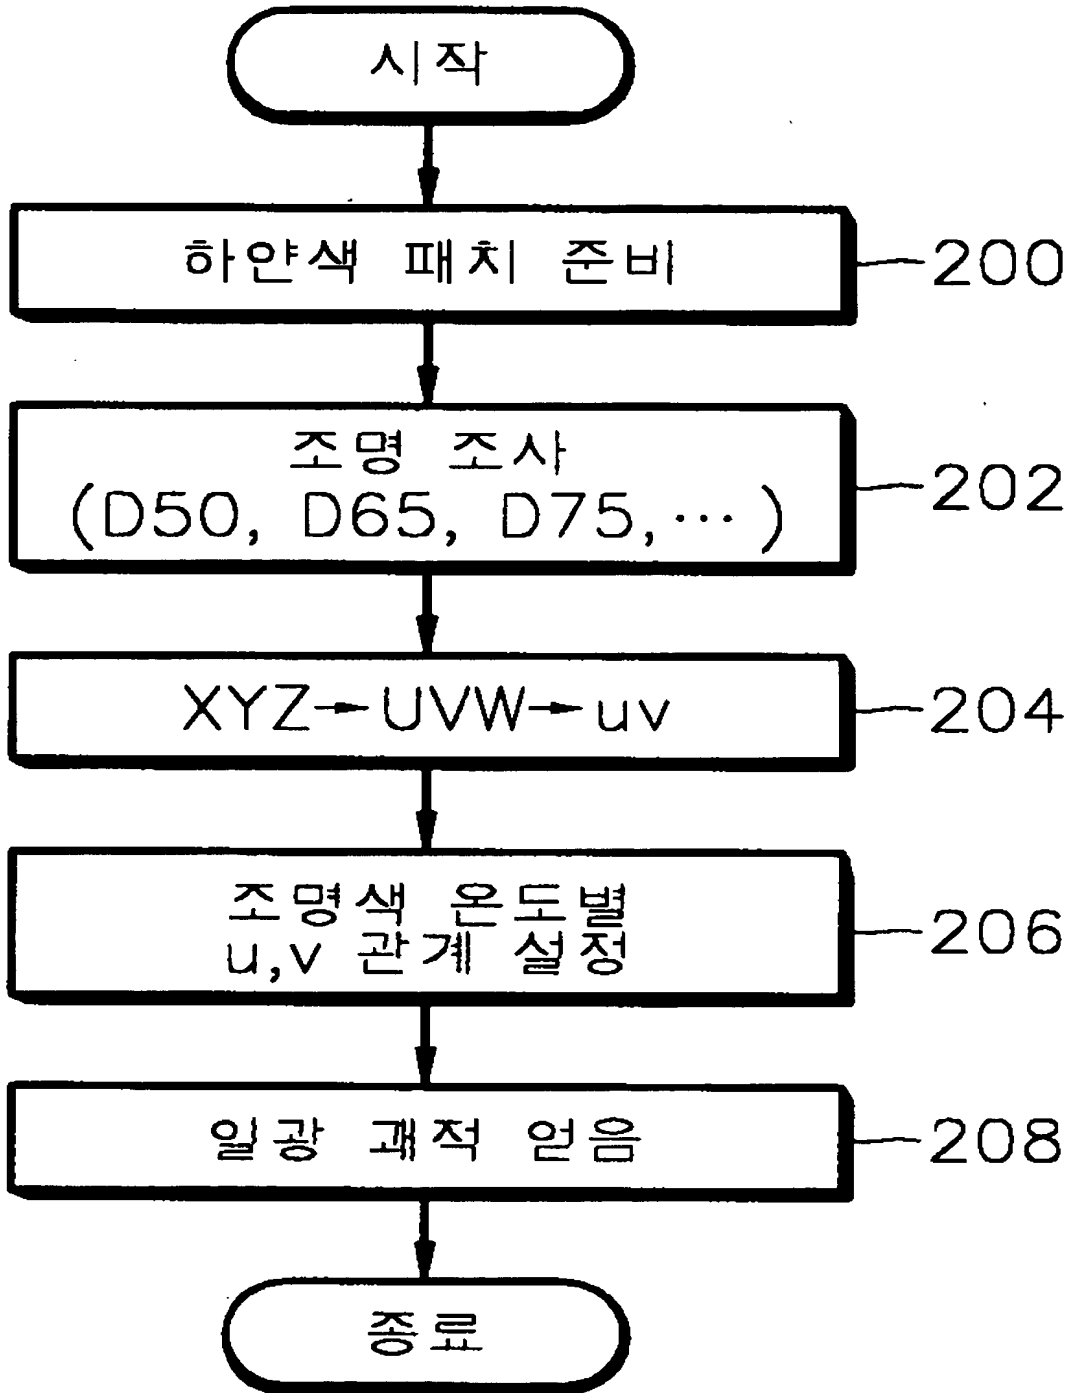 시작
하얀색 패치 준비
200
조명 조사
(D50, D65, D75, ⋯ )
202
XYZ→UVW→uv
204
조명색 온도별
u,v 관계 설정
206
일광 괘적 얻음
208
종료